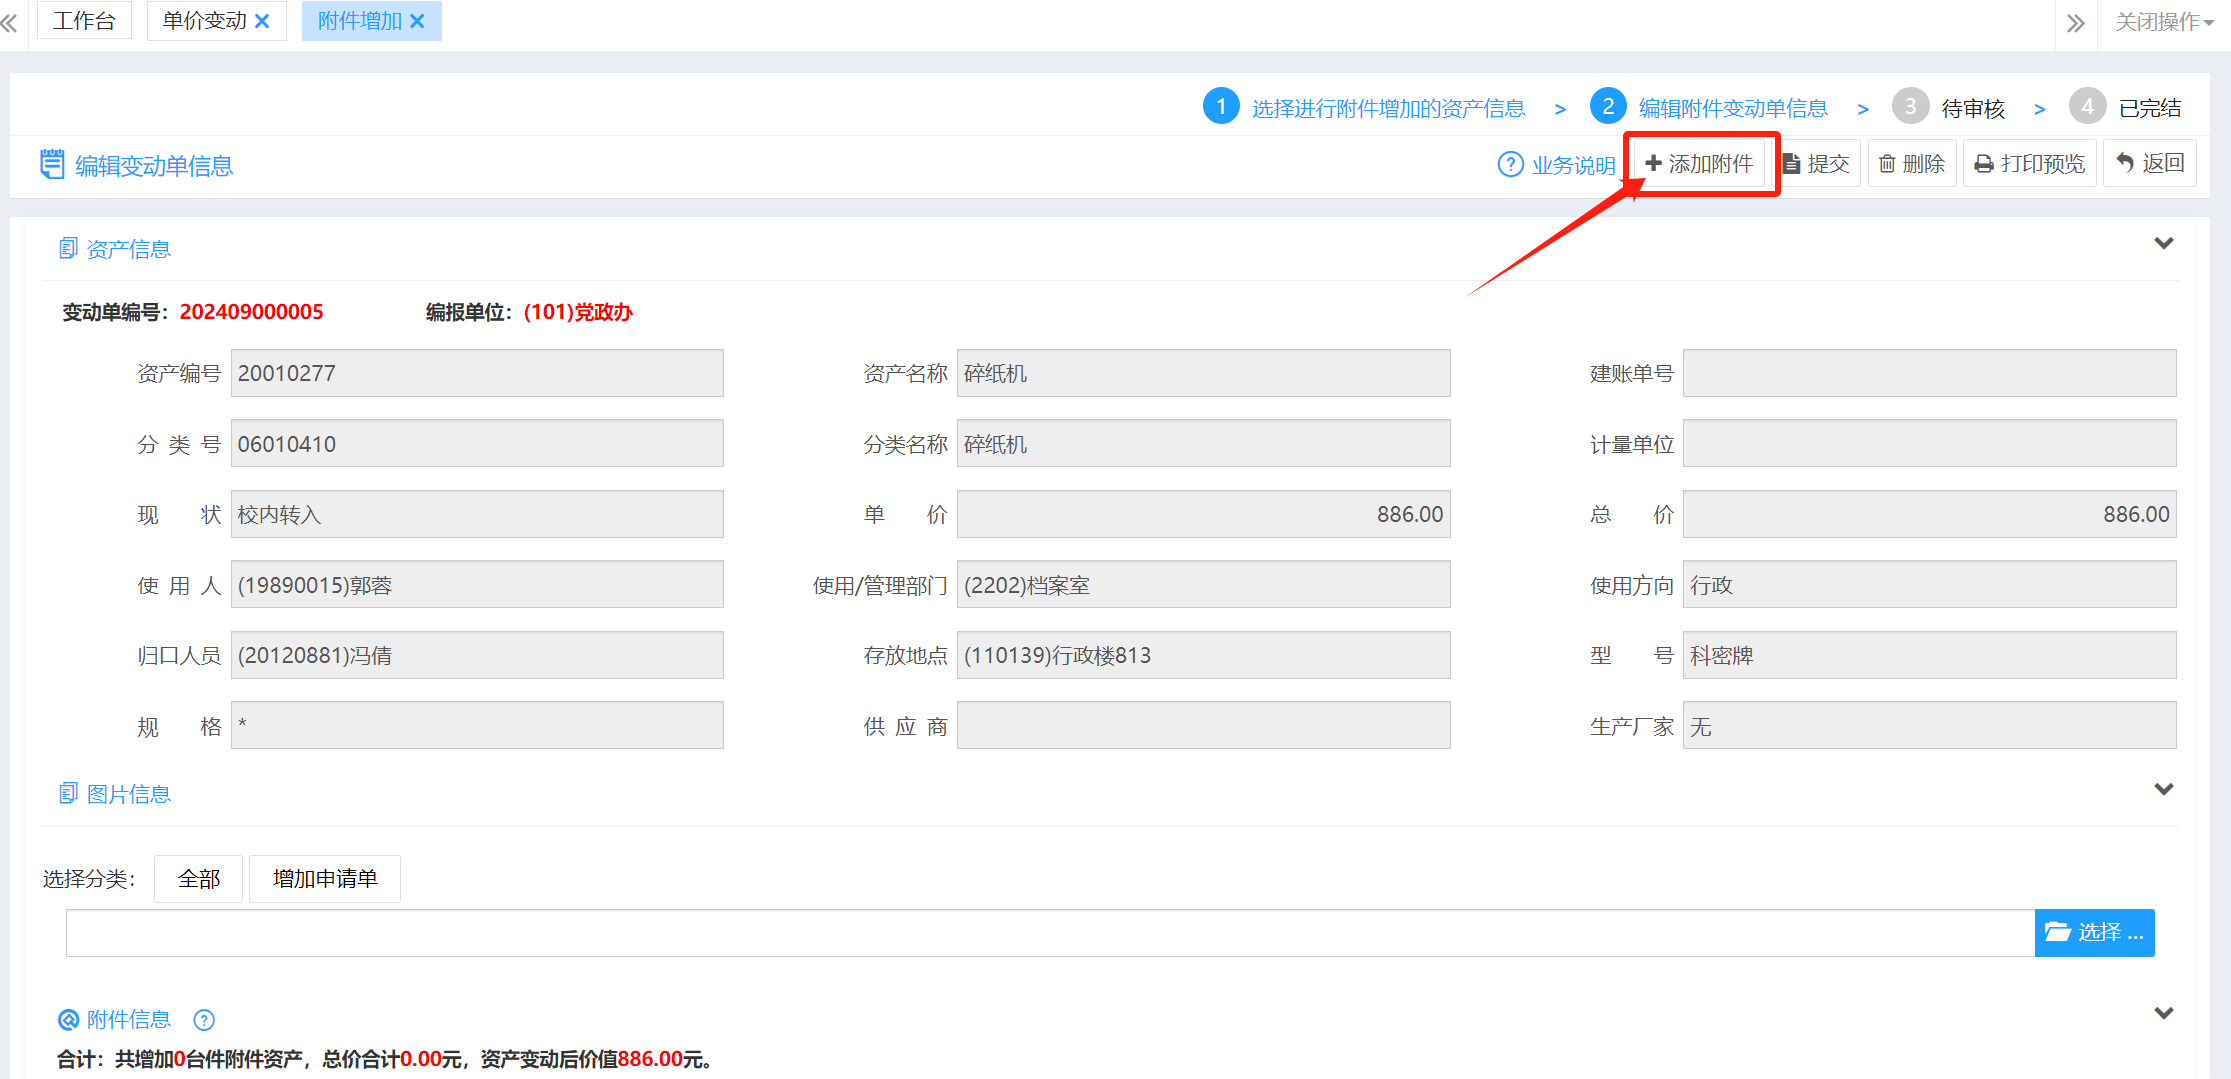 工作台 单价变动 附件增加 关闭操作
1 选择进行附件增加的资产信息 > 2 编辑附件变动单信息 > 3 待审核 > 4 已完结
编辑变动单信息 业务说明 添加附件 提交 删除 打印预览 返回
资产信息
变动单编号：202409000005 编报单位：(101)党政办
资产编号 20010277 资产名称 碎纸机 建账单号
分类号 06010410 分类名称 碎纸机 计量单位
现状 校内转入 单价 886.00 总价 886.00
使用人 (19890015)郭蓉 使用/管理部门 (2202)档案室 使用方向 行政
归口人员 (20120881)冯倩 存放地点 (110139)行政楼813 型号 科密牌
规格 * 供应商 生产厂家 无
图片信息
选择分类： 全部 增加申请单
选择 ...
附件信息
合计：共增加0台件附件资产，总价合计0.00元，资产变动后价值886.00元。